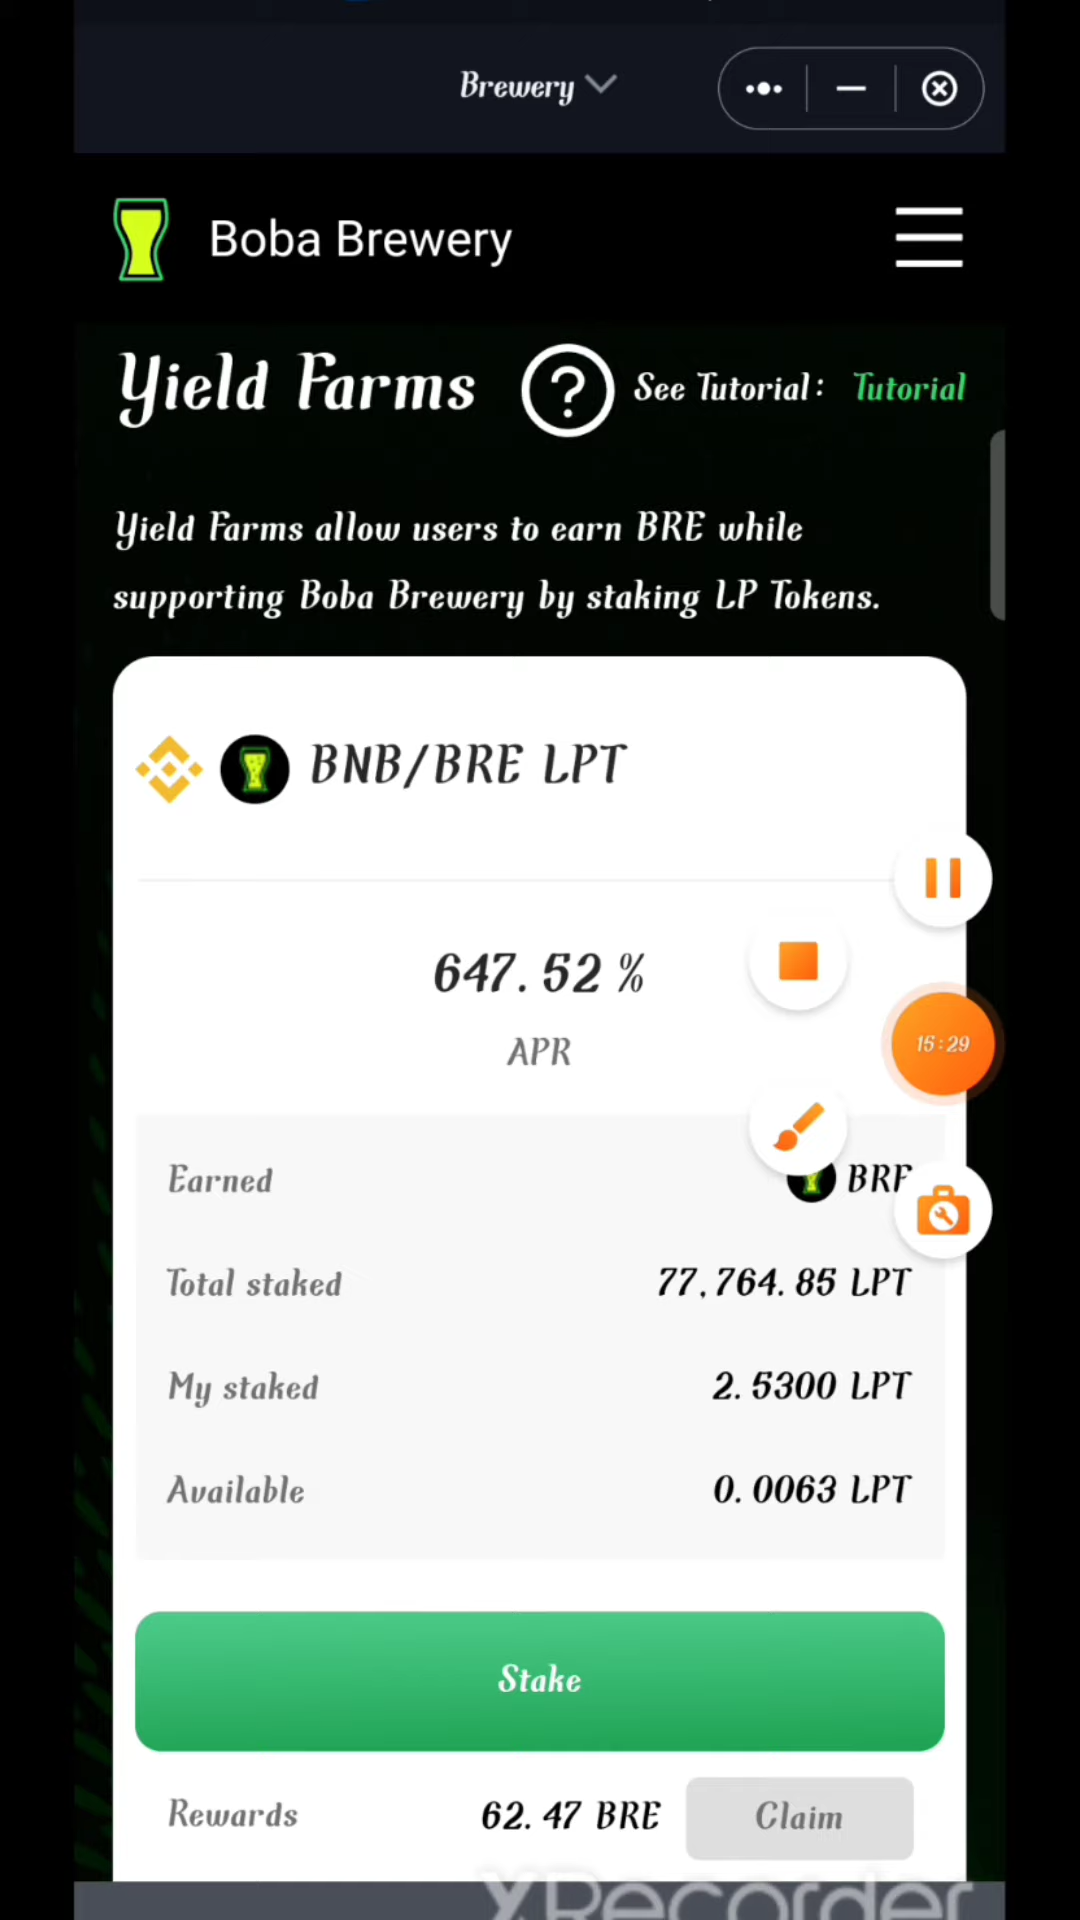 Brewery
Boba Brewery
Yield Farms
See Tutorial: Tutorial
Yield Farms allow users to earn BRE while
supporting Boba Brewery by staking LP Tokens.
BNB/BRE LPT
647.52 %
APR
15:29
Earned BRE
Total staked 77,764.85 LPT
My staked 2.5300 LPT
Available 0.0063 LPT
Stake
Rewards 62.47 BRE Claim
XRecorder